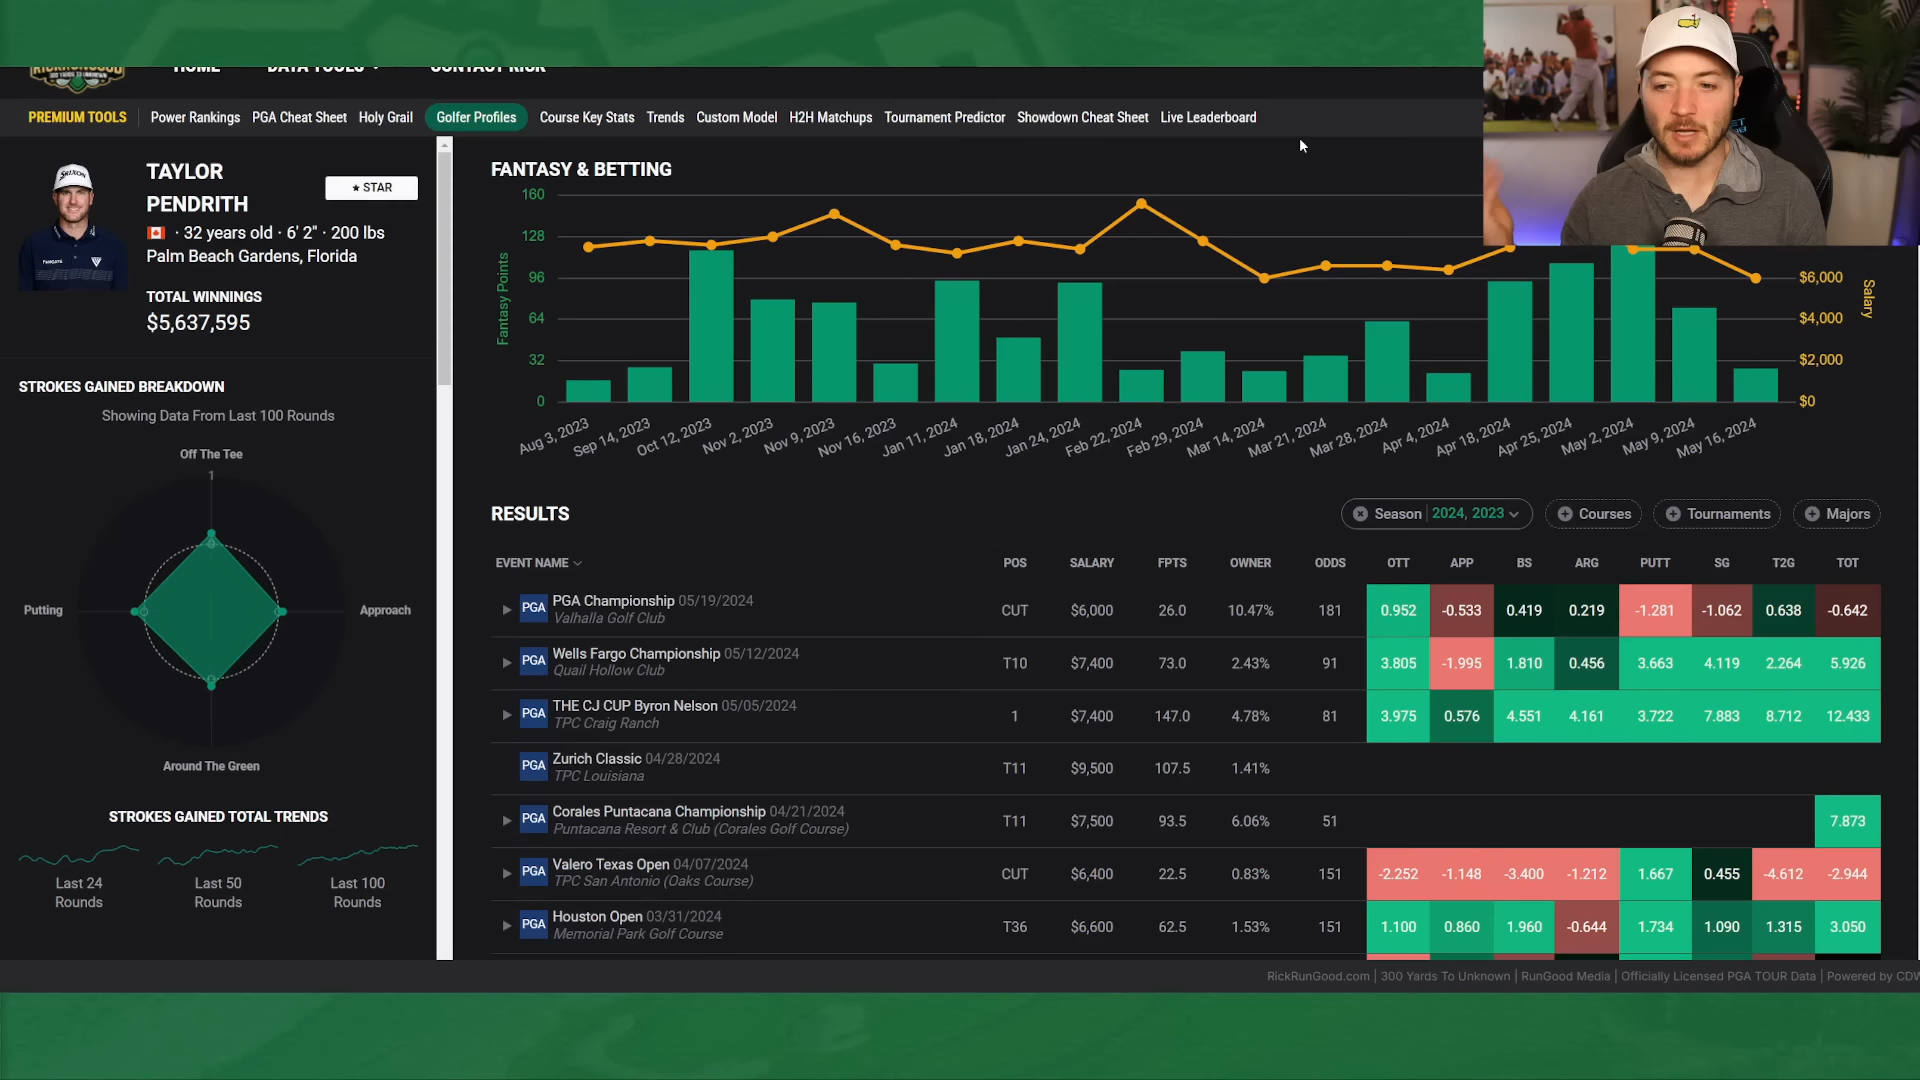 RICKRUNGOOD
300 YARDS TO UNKNOWN
HOME DATA TOOLS CONTACT RICK
PREMIUM TOOLS Power Rankings PGA Cheat Sheet Holy Grail Golfer Profiles Course Key Stats Trends Custom Model H2H Matchups Tournament Predictor Showdown Cheat Sheet Live Leaderboard
TAYLOR
PENDRITH
★ STAR
· 32 years old · 6' 2" · 200 lbs
Palm Beach Gardens, Florida
TOTAL WINNINGS
$5,637,595
SRIXON
STROKES GAINED BREAKDOWN
Showing Data From Last 100 Rounds
Off The Tee
1
Putting
Approach
Around The Green
STROKES GAINED TOTAL TRENDS
Last 24
Rounds
Last 50
Rounds
Last 100
Rounds
FANTASY & BETTING
Fantasy Points
160
128
96
64
32
0
$6,000
$4,000
$2,000
$0
Salary
Aug 3, 2023 Sep 14, 2023 Oct 12, 2023 Nov 2, 2023 Nov 9, 2023 Nov 16, 2023 Jan 11, 2024 Jan 18, 2024 Jan 24, 2024 Feb 22, 2024 Feb 29, 2024 Mar 14, 2024 Mar 21, 2024 Mar 28, 2024 Apr 4, 2024 Apr 18, 2024 Apr 25, 2024 May 2, 2024 May 9, 2024 May 16, 2024
RESULTS
Season 2024, 2023 Courses Tournaments Majors
EVENT NAME POS SALARY FPTS OWNER ODDS OTT APP BS ARG PUTT SG T2G TOT
PGA PGA Championship 05/19/2024 CUT $6,000 26.0 10.47% 181 0.952 -0.533 0.419 0.219 -1.281 -1.062 0.638 -0.642
Valhalla Golf Club
PGA Wells Fargo Championship 05/12/2024 T10 $7,400 73.0 2.43% 91 3.805 -1.995 1.810 0.456 3.663 4.119 2.264 5.926
Quail Hollow Club
PGA THE CJ CUP Byron Nelson 05/05/2024 1 $7,400 147.0 4.78% 81 3.975 0.576 4.551 4.161 3.722 7.883 8.712 12.433
TPC Craig Ranch
PGA Zurich Classic 04/28/2024 T11 $9,500 107.5 1.41%
TPC Louisiana
PGA Corales Puntacana Championship 04/21/2024 T11 $7,500 93.5 6.06% 51 7.873
Puntacana Resort & Club (Corales Golf Course)
PGA Valero Texas Open 04/07/2024 CUT $6,400 22.5 0.83% 151 -2.252 -1.148 -3.400 -1.212 1.667 0.455 -4.612 -2.944
TPC San Antonio (Oaks Course)
PGA Houston Open 03/31/2024 T36 $6,600 62.5 1.53% 151 1.100 0.860 1.960 -0.644 1.734 1.090 1.315 3.050
Memorial Park Golf Course
RickRunGood.com | 300 Yards To Unknown | RunGood Media | Officially Licensed PGA TOUR Data | Powered by CDW